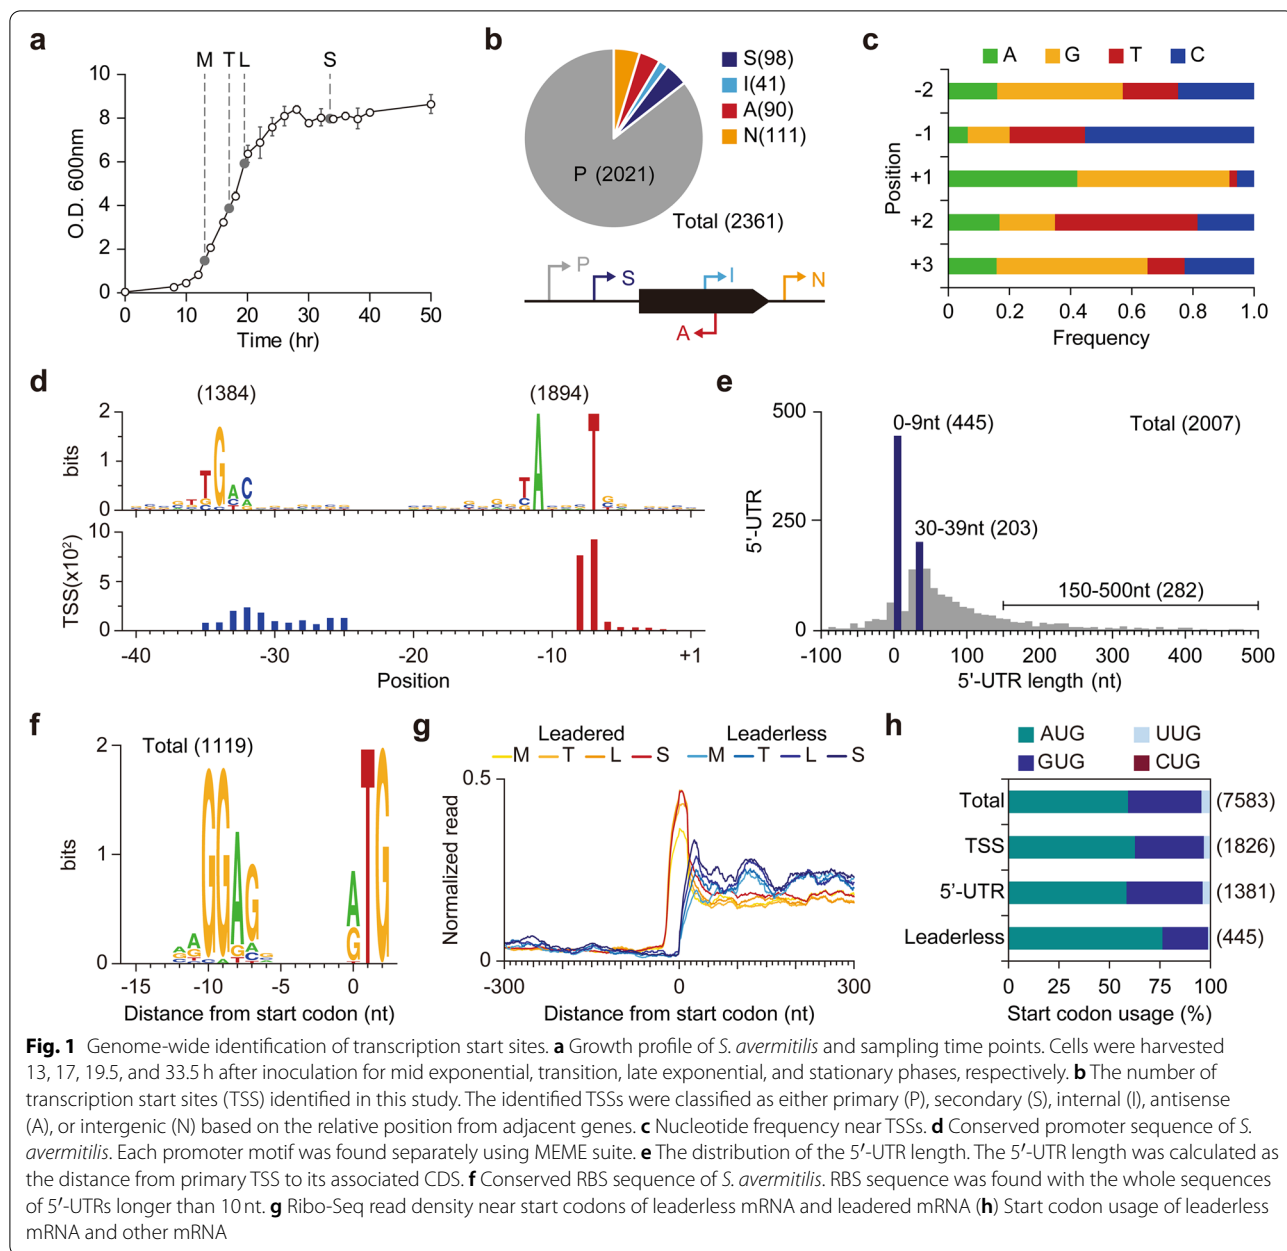 a
M T L S
10
8
6
4
2
0
O.D. 600nm
0 10 20 30 40 50
Time (hr)
b
S(98)
I(41)
A(90)
N(111)
P (2021)
Total (2361)
P S I N
A
c
A G T C
-2
-1
+1
+2
+3
Position
0 0.2 0.4 0.6 0.8 1.0
Frequency
d
(1384) (1894)
2
1
0
bits
T G A C T A T
10
5
0
TSS(x10²)
-40 -30 -20 -10 +1
Position
e
500
250
0
5'-UTR
0-9nt (445)
Total (2007)
30-39nt (203)
150-500nt (282)
-100 0 100 200 300 400 500
5'-UTR length (nt)
f
Total (1119)
2
1
0
bits
A G G A G A G T G
-15 -10 -5 0
Distance from start codon (nt)
g
Leadered Leaderless
M T L S M T L S
0.5
0
Normalized read
-300 0 300
Distance from start codon (nt)
h
AUG UUG
GUG CUG
Total (7583)
TSS (1826)
5'-UTR (1381)
Leaderless (445)
0 25 50 75 100
Start codon usage (%)
Fig. 1 Genome-wide identification of transcription start sites. a Growth profile of S. avermitilis and sampling time points. Cells were harvested
13, 17, 19.5, and 33.5 h after inoculation for mid exponential, transition, late exponential, and stationary phases, respectively. b The number of
transcription start sites (TSS) identified in this study. The identified TSSs were classified as either primary (P), secondary (S), internal (I), antisense
(A), or intergenic (N) based on the relative position from adjacent genes. c Nucleotide frequency near TSSs. d Conserved promoter sequence of S.
avermitilis. Each promoter motif was found separately using MEME suite. e The distribution of the 5′-UTR length. The 5′-UTR length was calculated as
the distance from primary TSS to its associated CDS. f Conserved RBS sequence of S. avermitilis. RBS sequence was found with the whole sequences
of 5′-UTRs longer than 10 nt. g Ribo-Seq read density near start codons of leaderless mRNA and leadered mRNA (h) Start codon usage of leaderless
mRNA and other mRNA